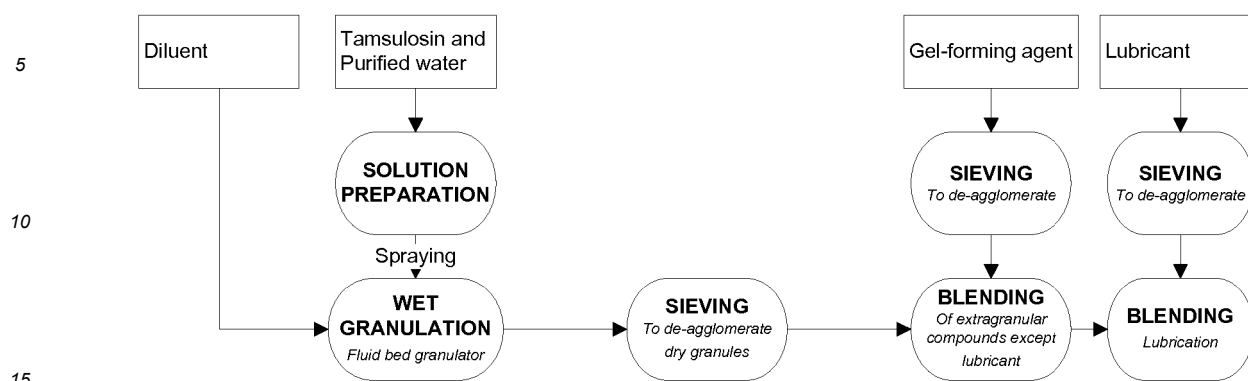 5
Diluent
Tamsulosin and
Purified water
Gel-forming agent
Lubricant
SOLUTION
PREPARATION
SIEVING
To de-agglomerate
SIEVING
To de-agglomerate
10
Spraying
WET
GRANULATION
Fluid bed granulator
SIEVING
To de-agglomerate
dry granules
BLENDING
Of extragranular
compounds except
lubricant
BLENDING
Lubrication
15